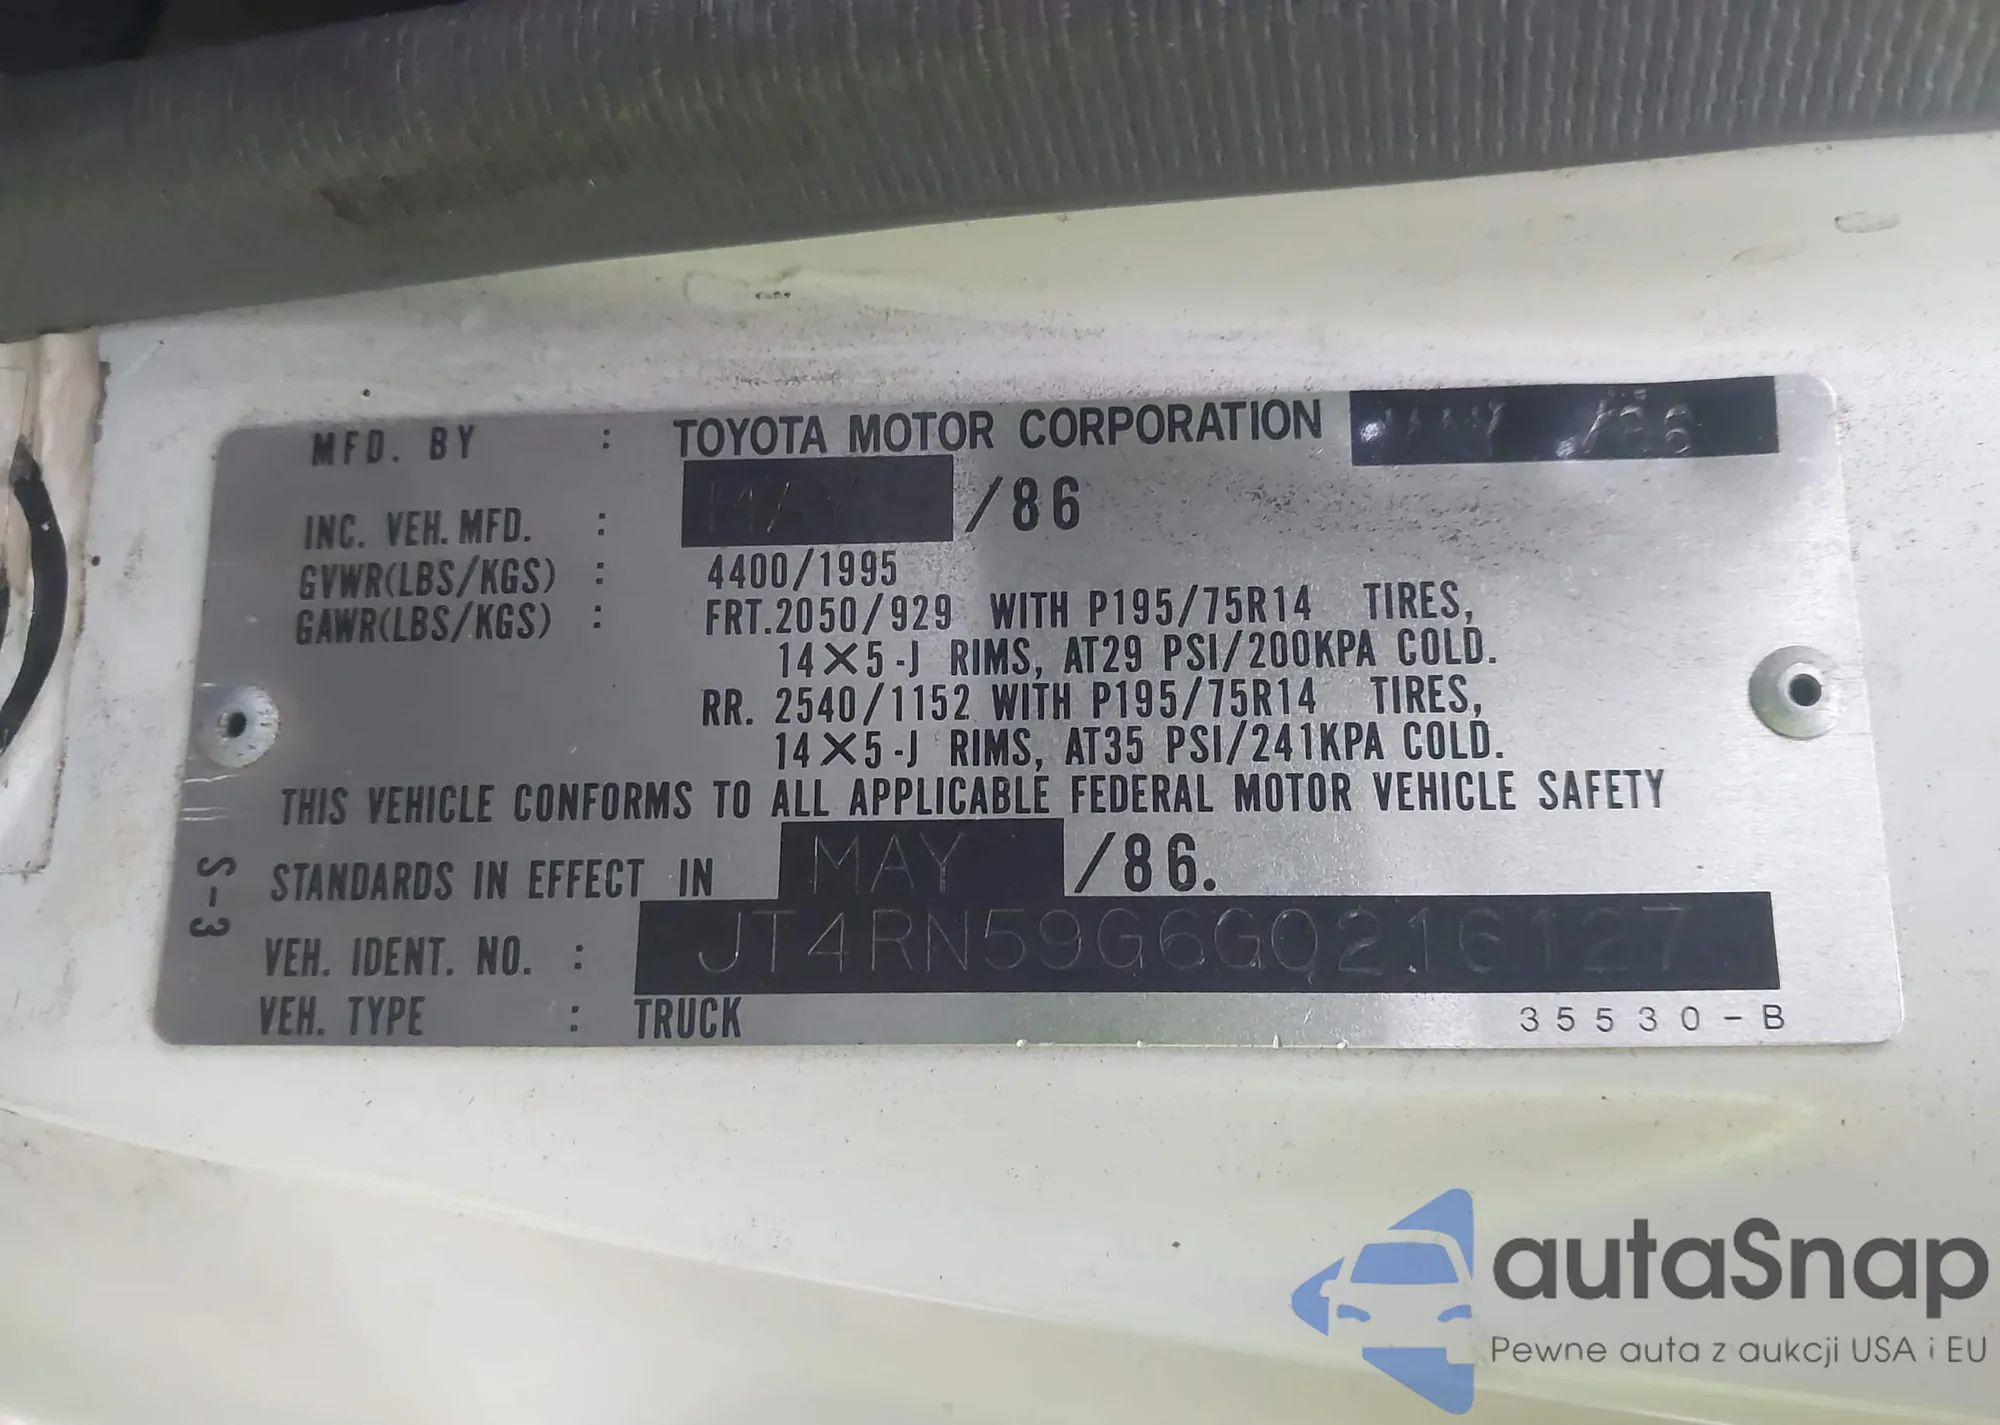 MFD. BY : TOYOTA MOTOR CORPORATION
INC. VEH. MFD. : MAY /86
GVWR(LBS/KGS) : 4400/1995
GAWR(LBS/KGS) : FRT.2050/929 WITH P195/75R14 TIRES,
14×5-J RIMS, AT29 PSI/200KPA COLD.
RR. 2540/1152 WITH P195/75R14 TIRES,
14×5-J RIMS, AT35 PSI/241KPA COLD.
THIS VEHICLE CONFORMS TO ALL APPLICABLE FEDERAL MOTOR VEHICLE SAFETY
STANDARDS IN EFFECT IN MAY /86.
VEH. IDENT. NO. : JT4RN59G6G0216127
VEH. TYPE : TRUCK
35530-B
S-3
autaSnap
Pewne auta z aukcji USA i EU